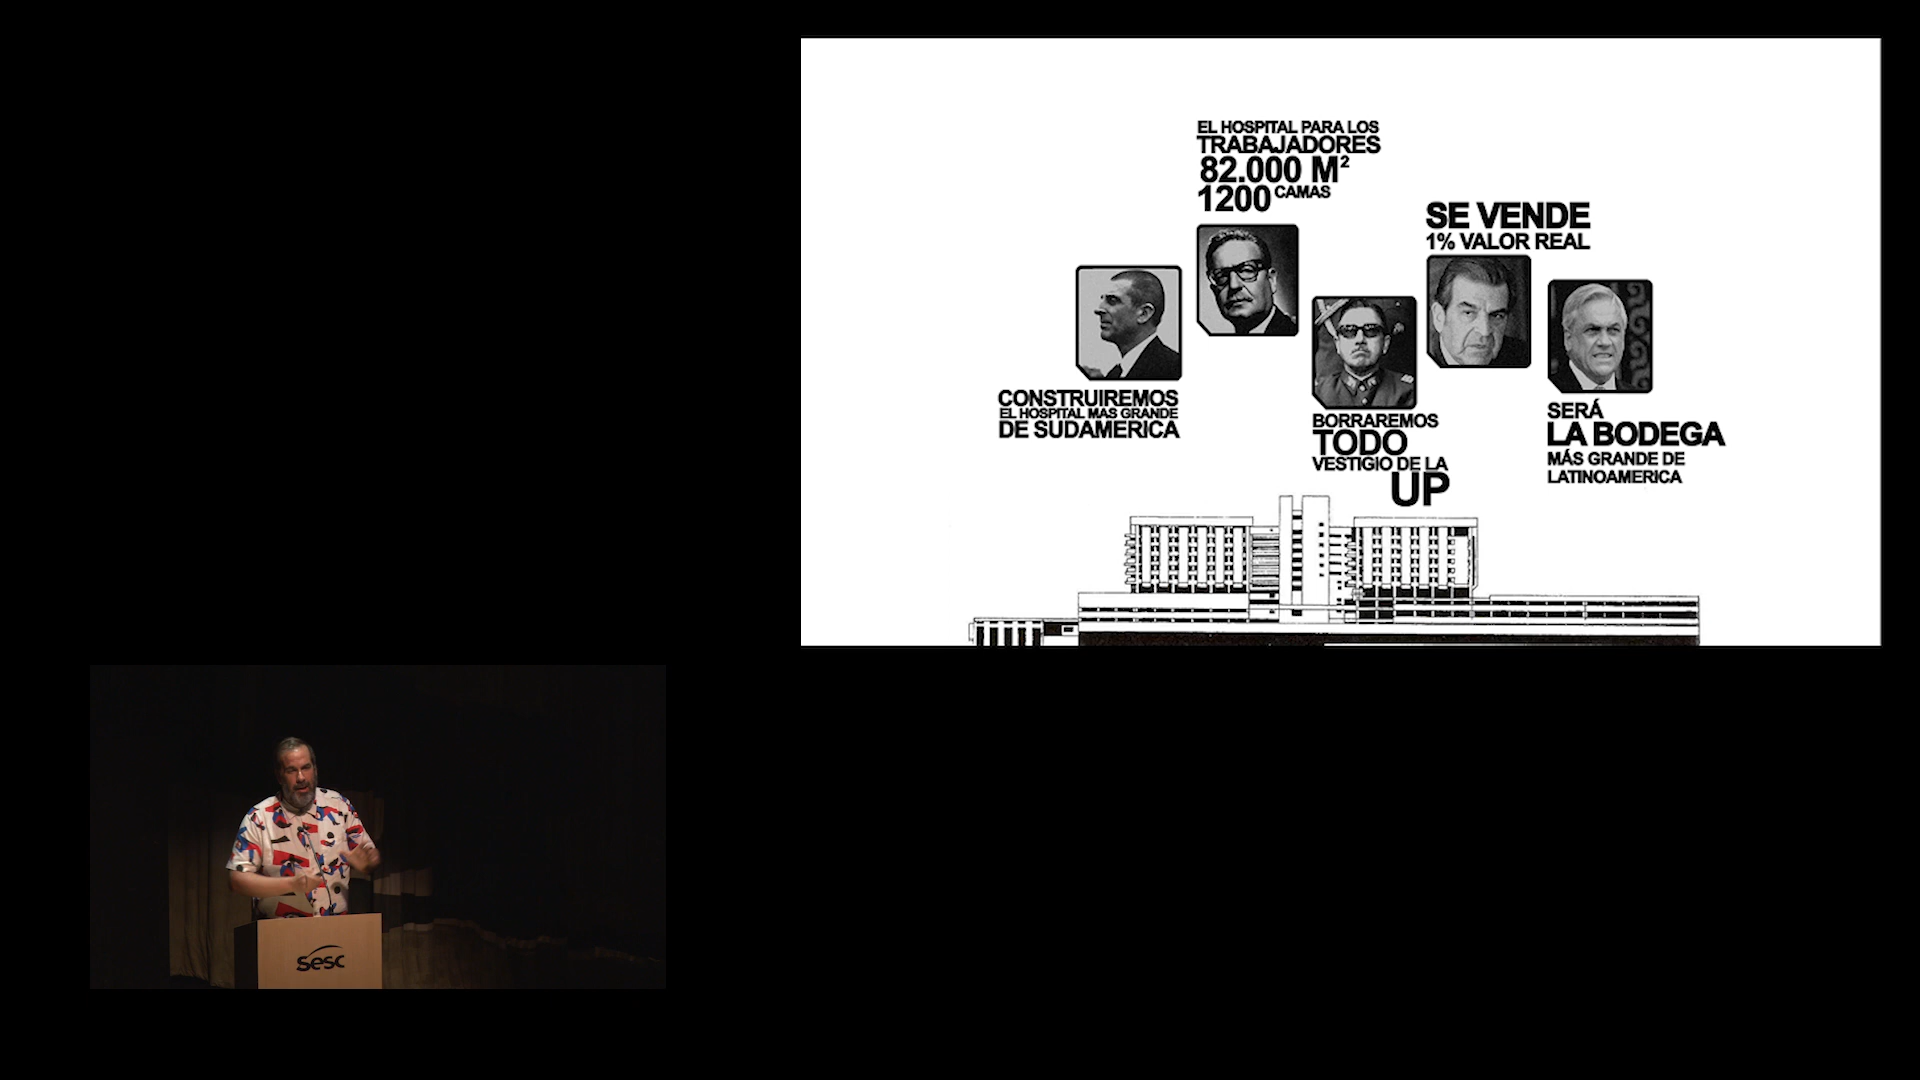 EL HOSPITAL PARA LOS
TRABAJADORES
82.000 M²
1200 CAMAS
SE VENDE
1% VALOR REAL
CONSTRUIREMOS
EL HOSPITAL MAS GRANDE
DE SUDAMERICA
BORRAREMOS
TODO
VESTIGIO DE LA
UP
SERÁ
LA BODEGA
MÁS GRANDE DE
LATINOAMERICA
sesc